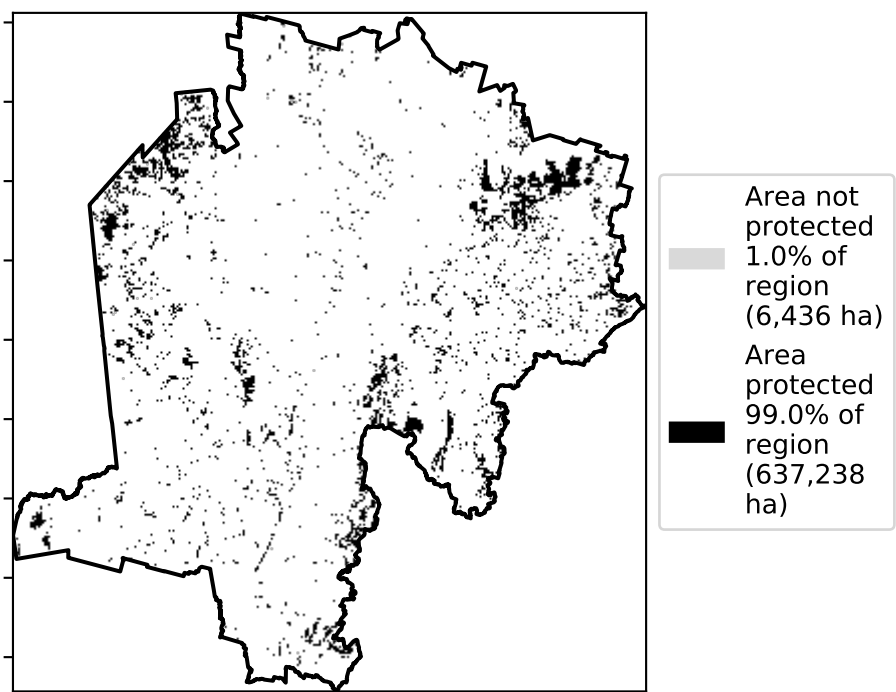 Area not
protected
1.0% of
region
(6,436 ha)
Area
protected
99.0% of
region
(637,238
ha)